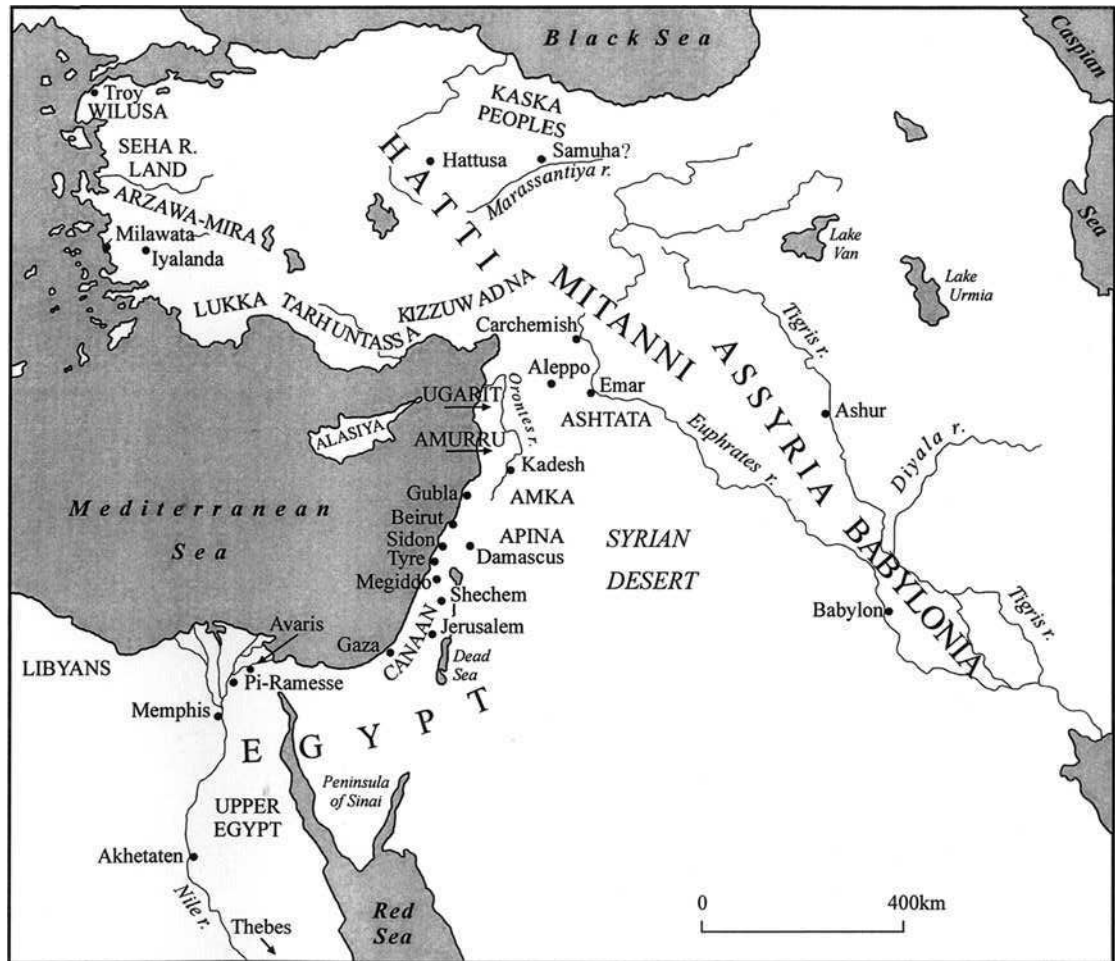 Black Sea
Caspian
Sea
Troy
WILUSA
KASKA
PEOPLES
SEHA R.
LAND
HATTI
Hattusa
Samuha?
Marassantiya r.
ARZAWA-MIRA
Milawata
Iyalanda
Lake
Van
Lake
Urmia
LUKKA
TARHUNTASSA
KIZZUWADNA
MITANNI
ASSYRIA
Tigris r.
Carchemish
Aleppo
Emar
UGARIT
Orontes r.
ASHTATA
Ashur
ALASIYA
AMURRU
Euphrates r.
Diyala r.
Kadesh
Gubla
AMKA
Mediterranean
Sea
Beirut
APINA
Sidon
Damascus
SYRIAN
DESERT
Tyre
Megiddo
Shechem
BABYLONIA
Babylon
Tigris r.
Avaris
Jerusalem
Gaza
CANAAN
Dead
Sea
LIBYANS
Pi-Ramesse
Memphis
EGYPT
Peninsula
of Sinai
UPPER
EGYPT
Akhetaten
Nile r.
Thebes
Red
Sea
0 400km